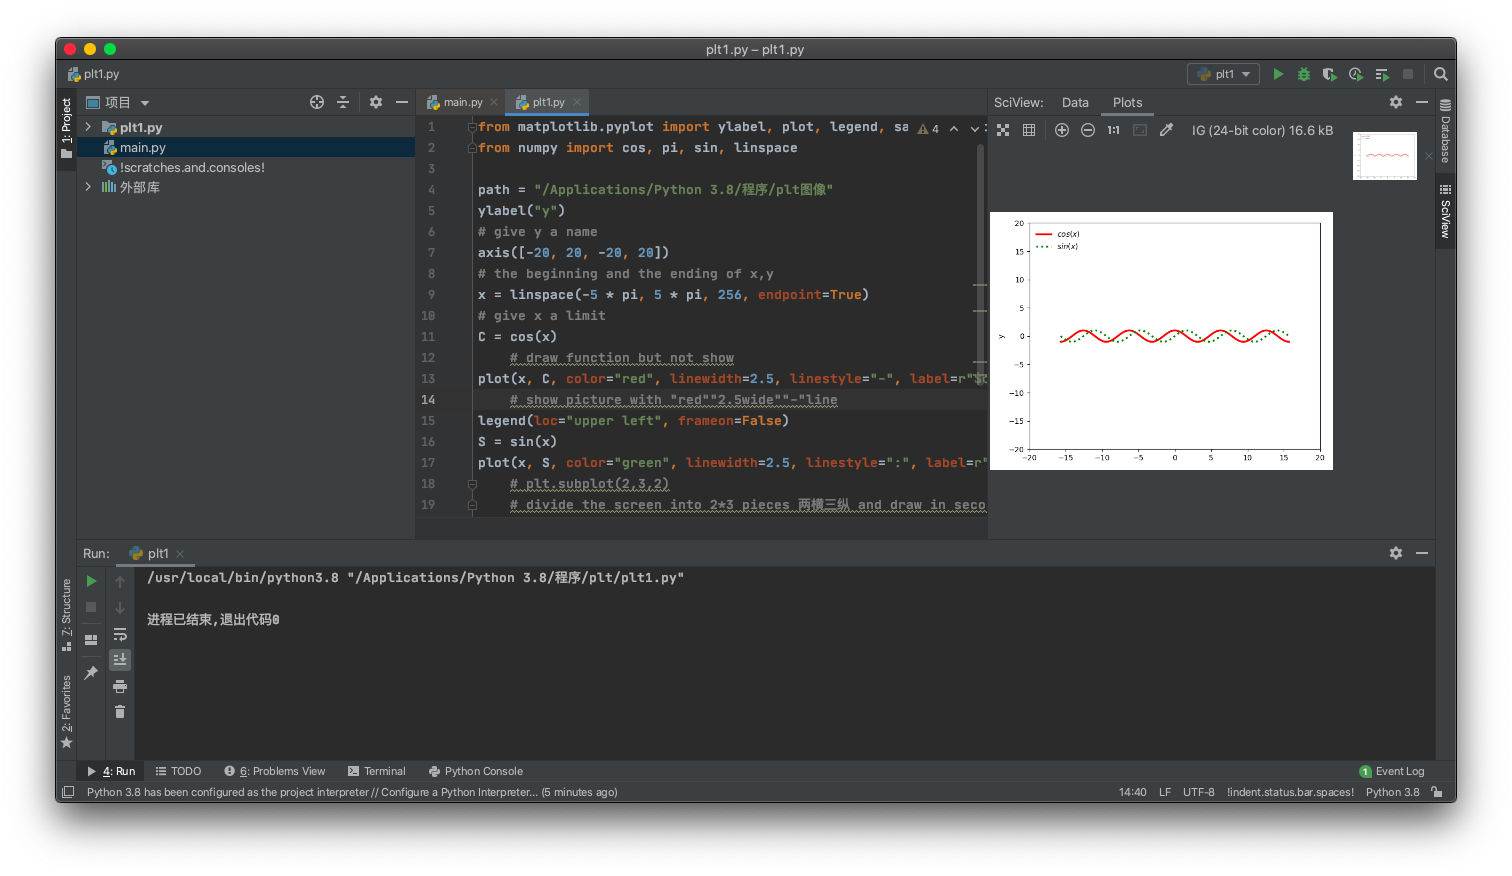 plt1.py – plt1.py
plt1.py
plt1
1: Project
项目
plt1.py
main.py
!scratches.and.consoles!
外部库
main.py
plt1.py
4
1 from matplotlib.pyplot import ylabel, plot, legend, sa
2 from numpy import cos, pi, sin, linspace
3
4 path = "/Applications/Python 3.8/程序/plt图像"
5 ylabel("y")
6 # give y a name
7 axis([-20, 20, -20, 20])
8 # the beginning and the ending of x,y
9 x = linspace(-5 * pi, 5 * pi, 256, endpoint=True)
10 # give x a limit
11 C = cos(x)
12 # draw function but not show
13 plot(x, C, color="red", linewidth=2.5, linestyle="-", label=r"
14 # show picture with "red""2.5wide""-"line
15 legend(loc="upper left", frameon=False)
16 S = sin(x)
17 plot(x, S, color="green", linewidth=2.5, linestyle=":", label=r"
18 # plt.subplot(2,3,2)
19 # divide the screen into 2*3 pieces 两横三纵 and draw in seco
SciView:
Data
Plots
1:1
IG (24-bit color) 16.6 kB
cos(x)
sin(x)
y
20
15
10
5
0
−5
−10
−15
−20
−20 −15 −10 −5 0 5 10 15 20
Database
SciView
Run:
plt1
/usr/local/bin/python3.8 "/Applications/Python 3.8/程序/plt/plt1.py"
进程已结束,退出代码0
Z: Structure
2: Favorites
4: Run
TODO
6: Problems View
Terminal
Python Console
1 Event Log
Python 3.8 has been configured as the project interpreter // Configure a Python Interpreter... (5 minutes ago)
14:40
LF
UTF-8
!indent.status.bar.spaces!
Python 3.8